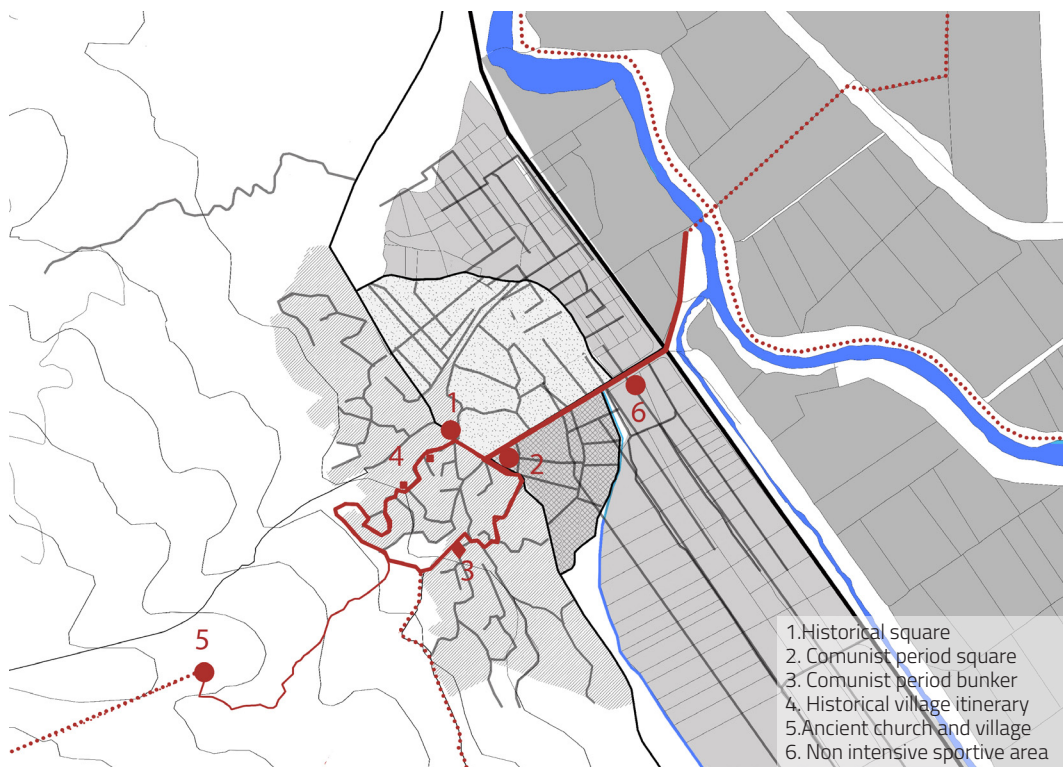 1
2
3
4
5
6
1.Historical square
2. Comunist period square
3. Comunist period bunker
4. Historical village itinerary
5.Ancient church and village
6. Non intensive sportive area